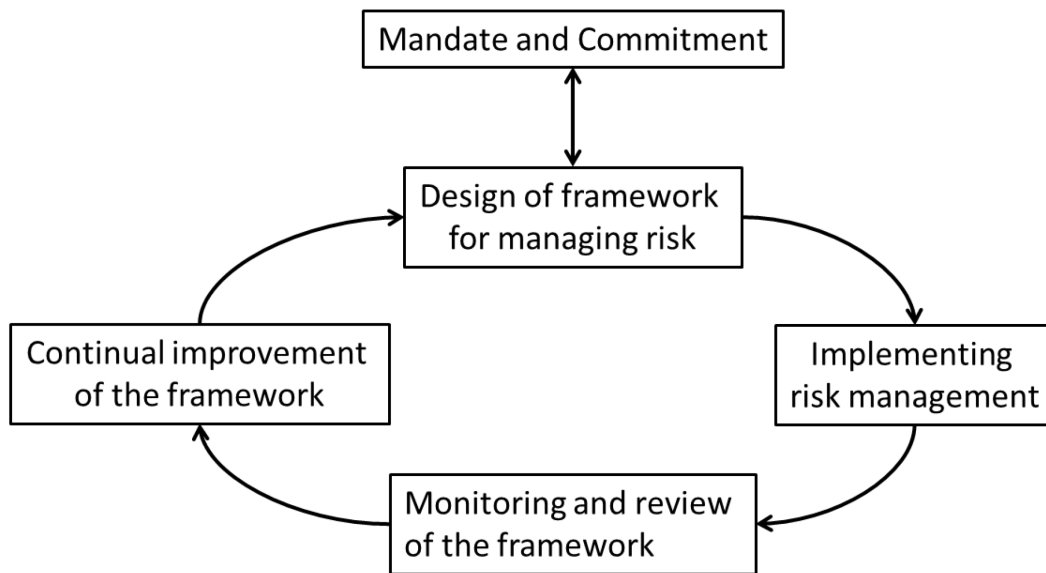 Mandate and Commitment
Design of framework
for managing risk
Continual improvement
of the framework
Implementing
risk management
Monitoring and review
of the framework